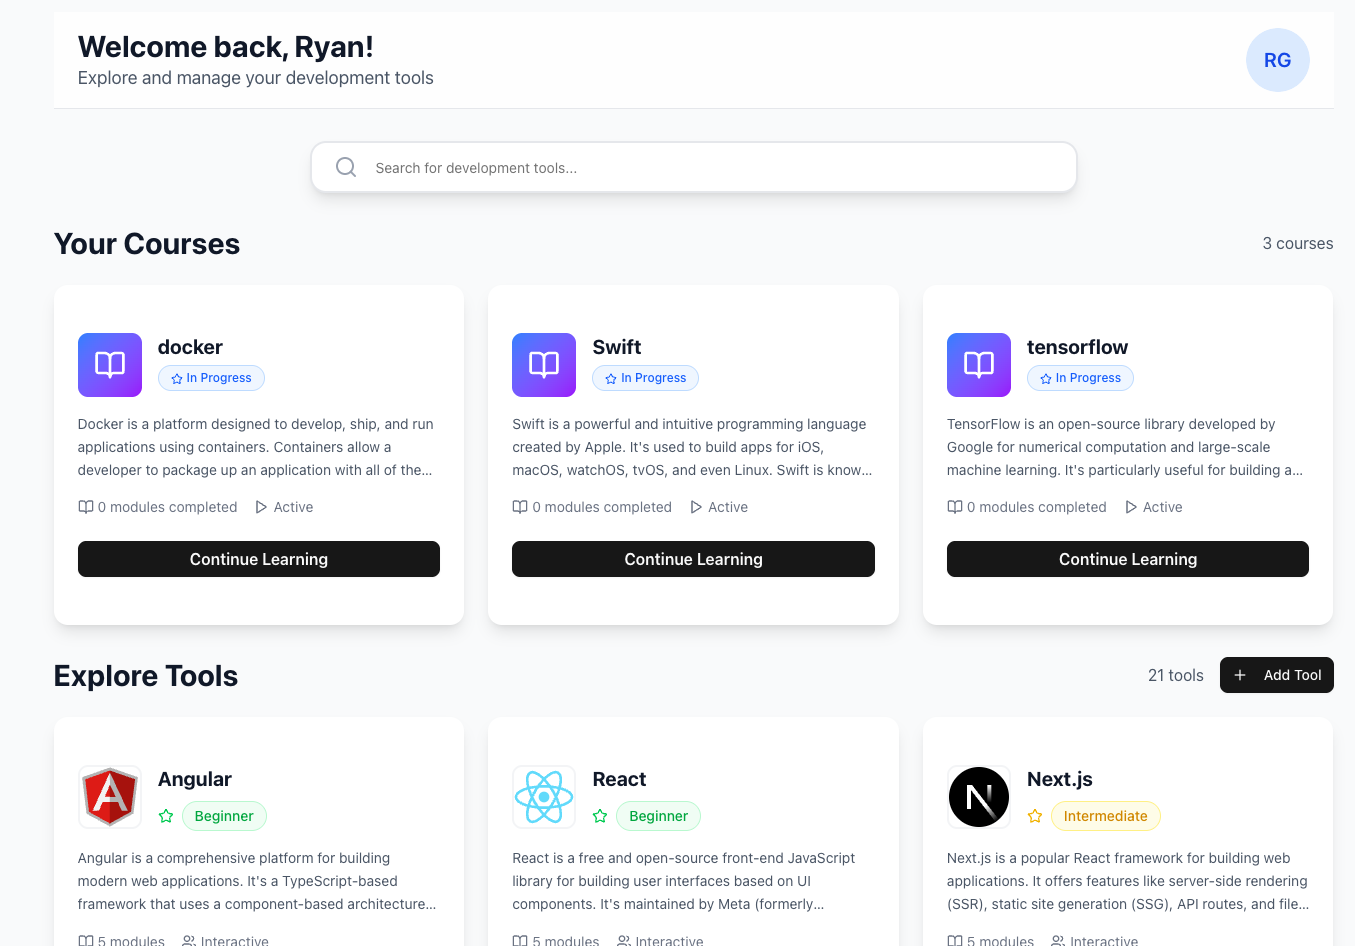 Welcome back, Ryan!
Explore and manage your development tools
RG
Search for development tools...
Your Courses
3 courses
docker
In Progress
Docker is a platform designed to develop, ship, and run
applications using containers. Containers allow a
developer to package up an application with all of the...
0 modules completed
Active
Continue Learning
Swift
In Progress
Swift is a powerful and intuitive programming language
created by Apple. It's used to build apps for iOS,
macOS, watchOS, tvOS, and even Linux. Swift is know...
0 modules completed
Active
Continue Learning
tensorflow
In Progress
TensorFlow is an open-source library developed by
Google for numerical computation and large-scale
machine learning. It's particularly useful for building a...
0 modules completed
Active
Continue Learning
Explore Tools
21 tools
Add Tool
Angular
Beginner
Angular is a comprehensive platform for building
modern web applications. It's a TypeScript-based
framework that uses a component-based architecture...
5 modules
Interactive
React
Beginner
React is a free and open-source front-end JavaScript
library for building user interfaces based on UI
components. It's maintained by Meta (formerly...
5 modules
Interactive
Next.js
Intermediate
Next.js is a popular React framework for building web
applications. It offers features like server-side rendering
(SSR), static site generation (SSG), API routes, and file...
5 modules
Interactive